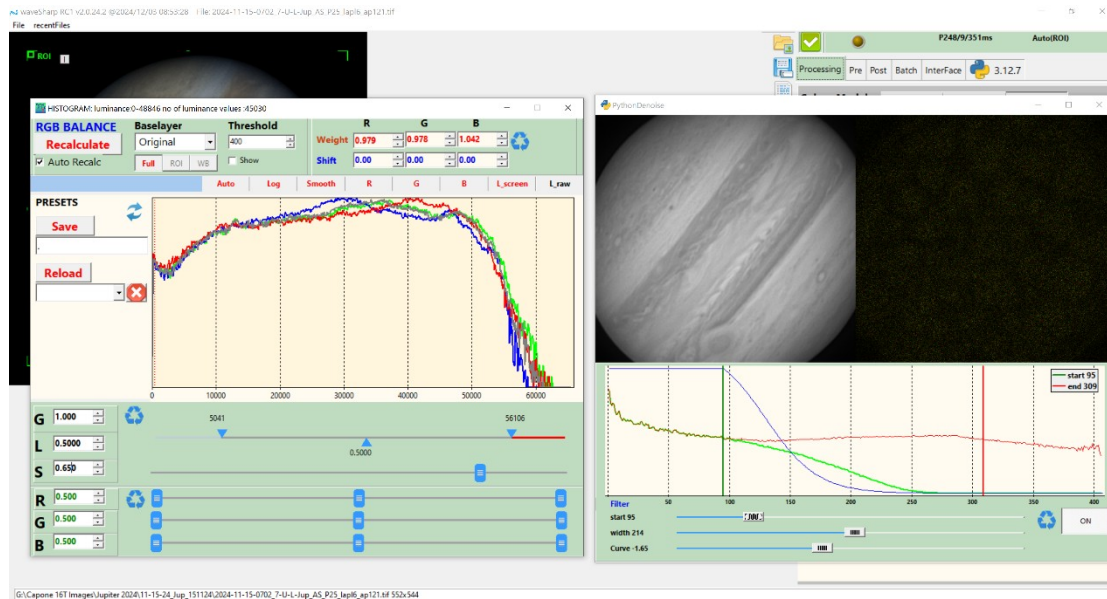 waveSharp RC1 v2.0.24.2 @2024/12/03 08:53:28 File: 2024-11-15-0702_7-U-L-Jup_AS_P25_lapl6_ap121.tif
File recentFiles
ROI
P248/9/351ms Auto(ROI)
Processing Pre Post Batch InterFace 3.12.7
HISTOGRAM: luminance:0-48846 no of luminance values :45030
RGB BALANCE Baselayer Threshold R G B
Recalculate Original 400 Weight 0.979 0.978 1.042
Auto Recalc Full ROI WB Show Shift 0.00 0.00 0.00
Auto Log Smooth R G B L_screen L_raw
PRESETS
Save
.
Reload
0 10000 20000 30000 40000 50000 60000
G 1.000
5041 56106
L 0.5000
0.5000
S 0.650
R 0.500
G 0.500
B 0.500
Python:Denoise
start 95
end 309
50 100 150 200 250 300 350 400
Filter
start 95
width 214
Curve -1.65
ON
G:\Capone 16T Images\Jupiter 2024\11-15-24_Jup_151124\2024-11-15-0702_7-U-L-Jup_AS_P25_lapl6_ap121.tif 552x544